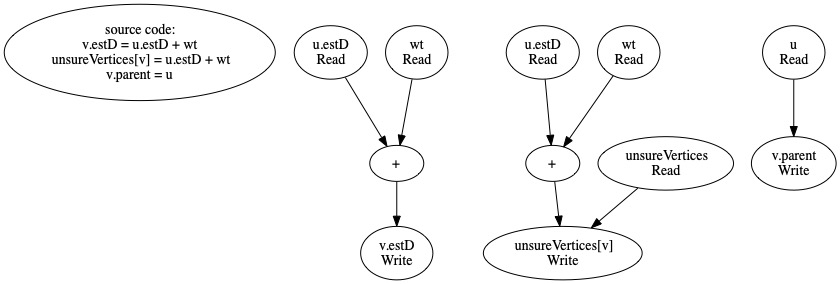 source code:
v.estD = u.estD + wt
unsureVertices[v] = u.estD + wt
v.parent = u
u.estD
Read
wt
Read
+
v.estD
Write
u.estD
Read
wt
Read
+
unsureVertices
Read
unsureVertices[v]
Write
u
Read
v.parent
Write